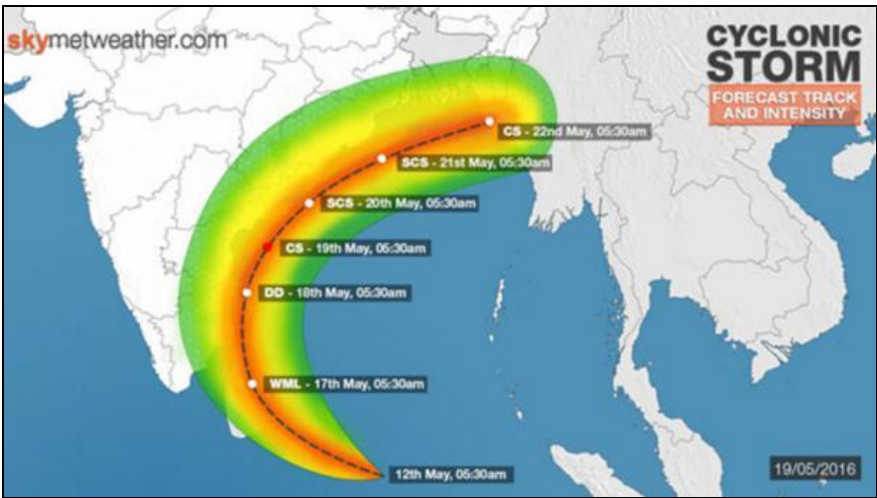 skymetweather.com
CYCLONIC
STORM
FORECAST TRACK
AND INTENSITY
CS - 22nd May, 05:30am
SCS - 21st May, 05:30am
SCS - 20th May, 05:30am
CS - 19th May, 05:30am
DD - 18th May, 05:30am
WML - 17th May, 05:30am
12th May, 05:30am
19/05/2016